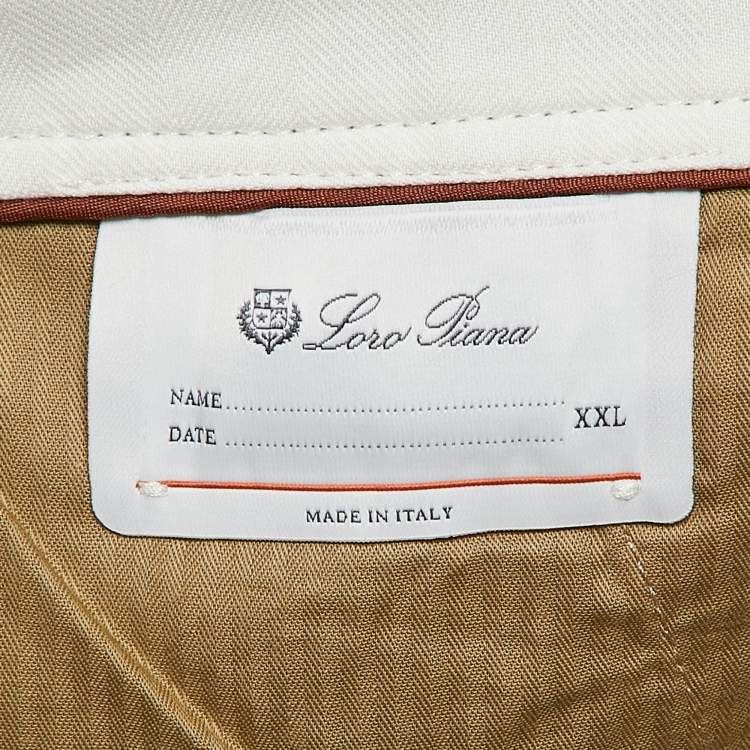 Loro Piana
NAME........................................ XXL
DATE........................................
MADE IN ITALY